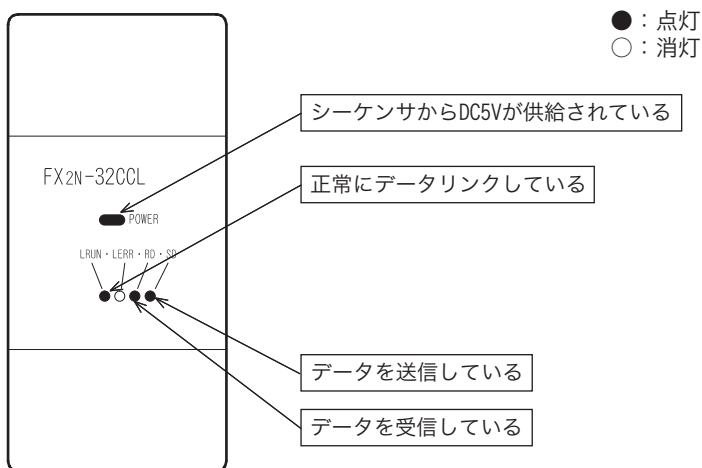 ●：点灯
○：消灯
シーケンサからDC5Vが供給されている
FX2N-32CCL
正常にデータリンクしている
POWER
LRUN・LERR・RD・SD
データを送信している
データを受信している